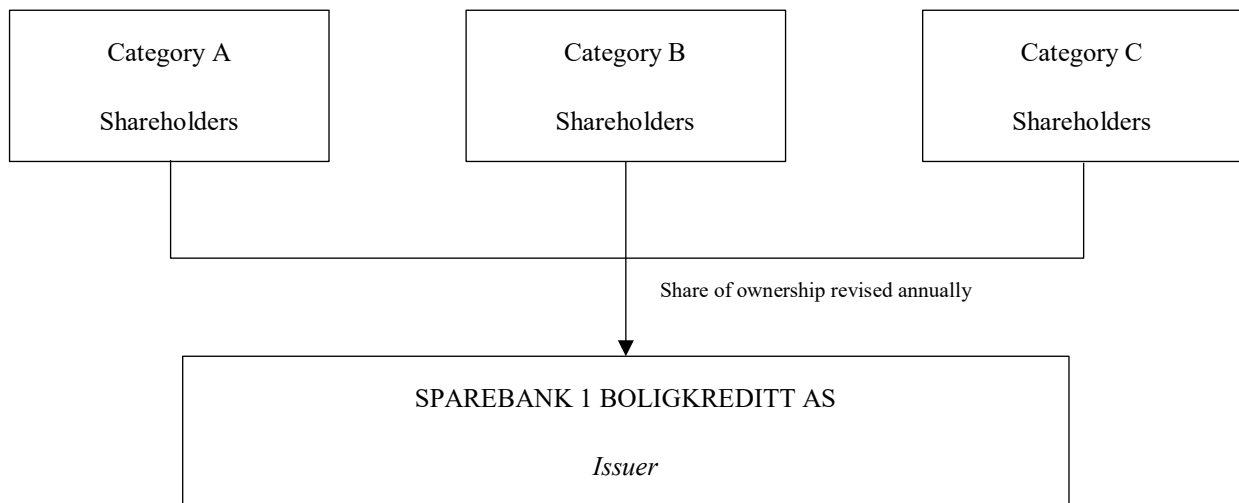 Category A
Shareholders
Category B
Shareholders
Category C
Shareholders
Share of ownership revised annually
SPAREBANK 1 BOLIGKREDITT AS
Issuer